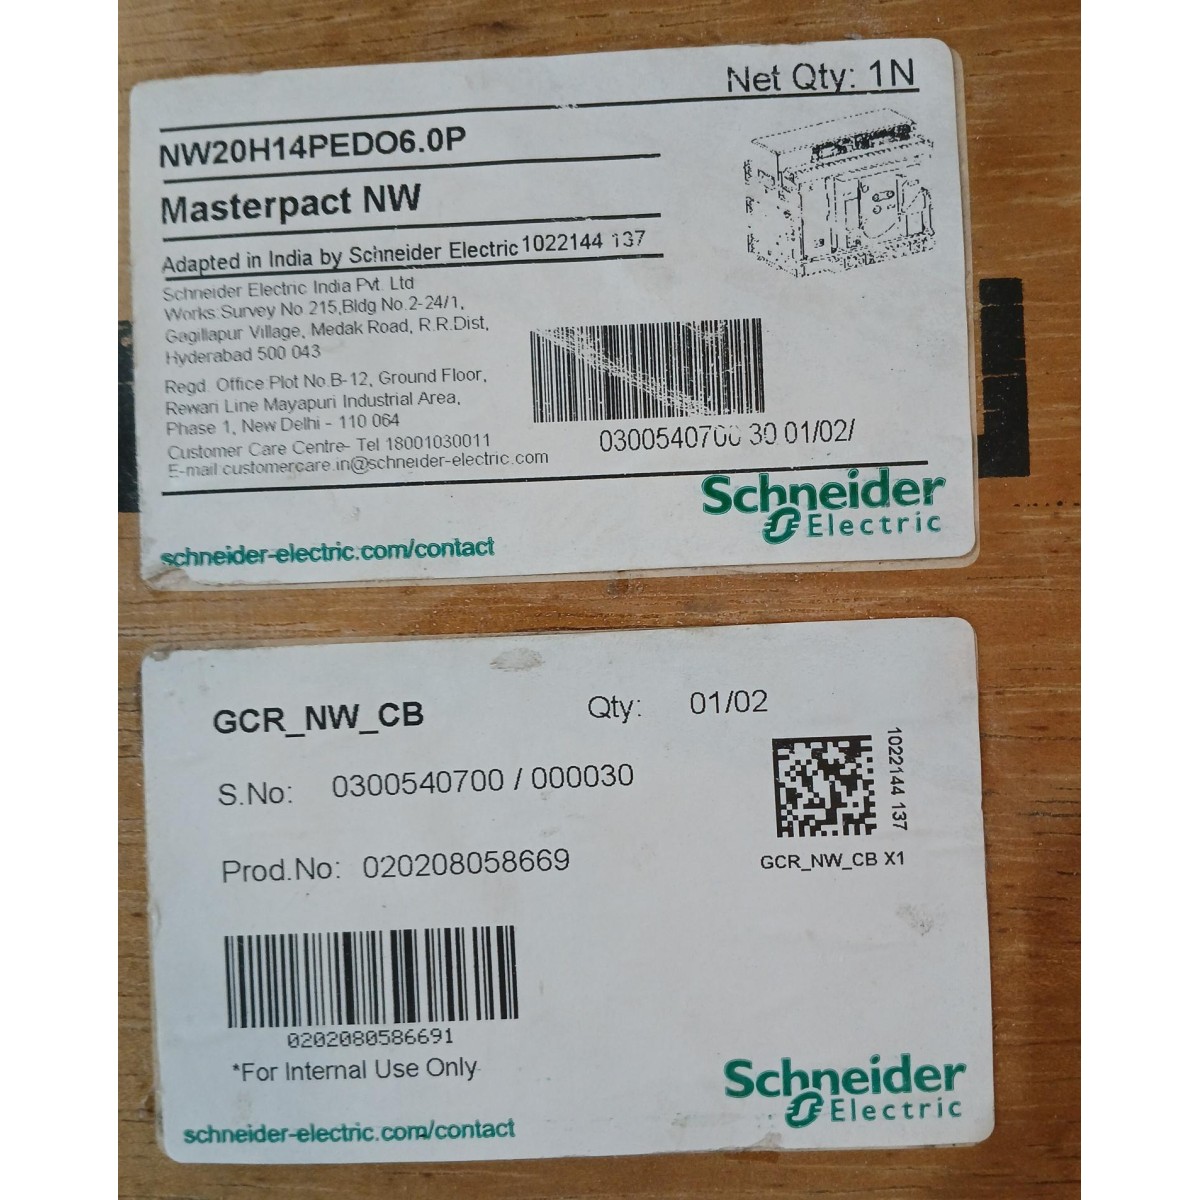 Net Qty: 1N
NW20H14PEDO6.0P
Masterpact NW
Adapted in India by Schneider Electric 1022144 137
Schneider Electric India Pvt. Ltd
Works:Survey No 215,Bldg No.2-24/1,
Gagillapur Village, Medak Road, R.R.Dist,
Hyderabad 500 043
Regd. Office:Plot No.B-12, Ground Floor,
Rewari Line Mayapuri Industrial Area,
Phase 1, New Delhi - 110 064
Customer Care Centre- Tel 18001030011
E-mail customercare.in@schneider-electric.com
0300540700 30 01/02/
Schneider
Electric
schneider-electric.com/contact
GCR_NW_CB Qty: 01/02
S.No: 0300540700 / 000030
1022144 137
Prod.No: 020208058669
GCR_NW_CB X1
0202080586691
*For Internal Use Only
Schneider
Electric
schneider-electric.com/contact